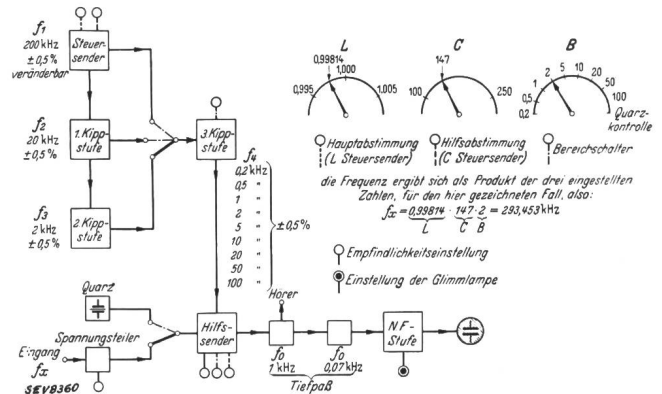 f1
200 kHz
±0,5%
veränderbar
Steuer-
sender
f2
20 kHz
±0,5%
1. Kipp-
stufe
f3
2 kHz
±0,5%
2. Kipp-
stufe
3. Kipp-
stufe
f4
0,2 kHz
0,5 "
1 "
2 "
5 "
10 "
20 "
50 "
100 "
±0,5%
L
0,99814
0,995
1,000
1,005
C
147
100
250
B
0,2
0,5
1
2
5
10
20
50
100
Quarz-
kontrolle
Hauptabstimmung
(L Steuersender)
Hilfsabstimmung
(C Steuersender)
Bereichschalter
die Frequenz ergibt sich als Produkt der drei eingestellten
Zahlen, für den hier gezeichneten Fall, also:
fx = 0,99814 · 147 · 2 = 293,453 kHz
L C B
Empfindlichkeitseinstellung
Einstellung der Glimmlampe
Quarz
Spannungsteiler
Eingang
fx
SEV8360
Hilfs-
sender
Hörer
f0
1 kHz
f0
0,07 kHz
Tiefpaß
NF-
Stufe